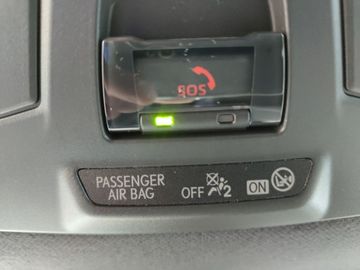 SOS
PASSENGER
AIR BAG
OFF 2 ON